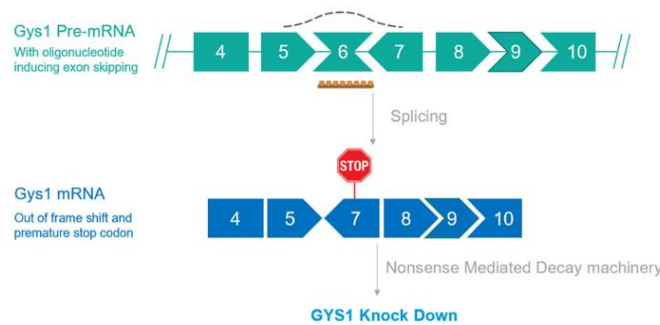 Gys1 Pre-mRNA
With oligonucleotide
inducing exon skipping
4 5 6 7 8 9 10
Splicing
STOP
Gys1 mRNA
Out of frame shift and
premature stop codon
4 5 7 8 9 10
Nonsense Mediated Decay machinery
GYS1 Knock Down